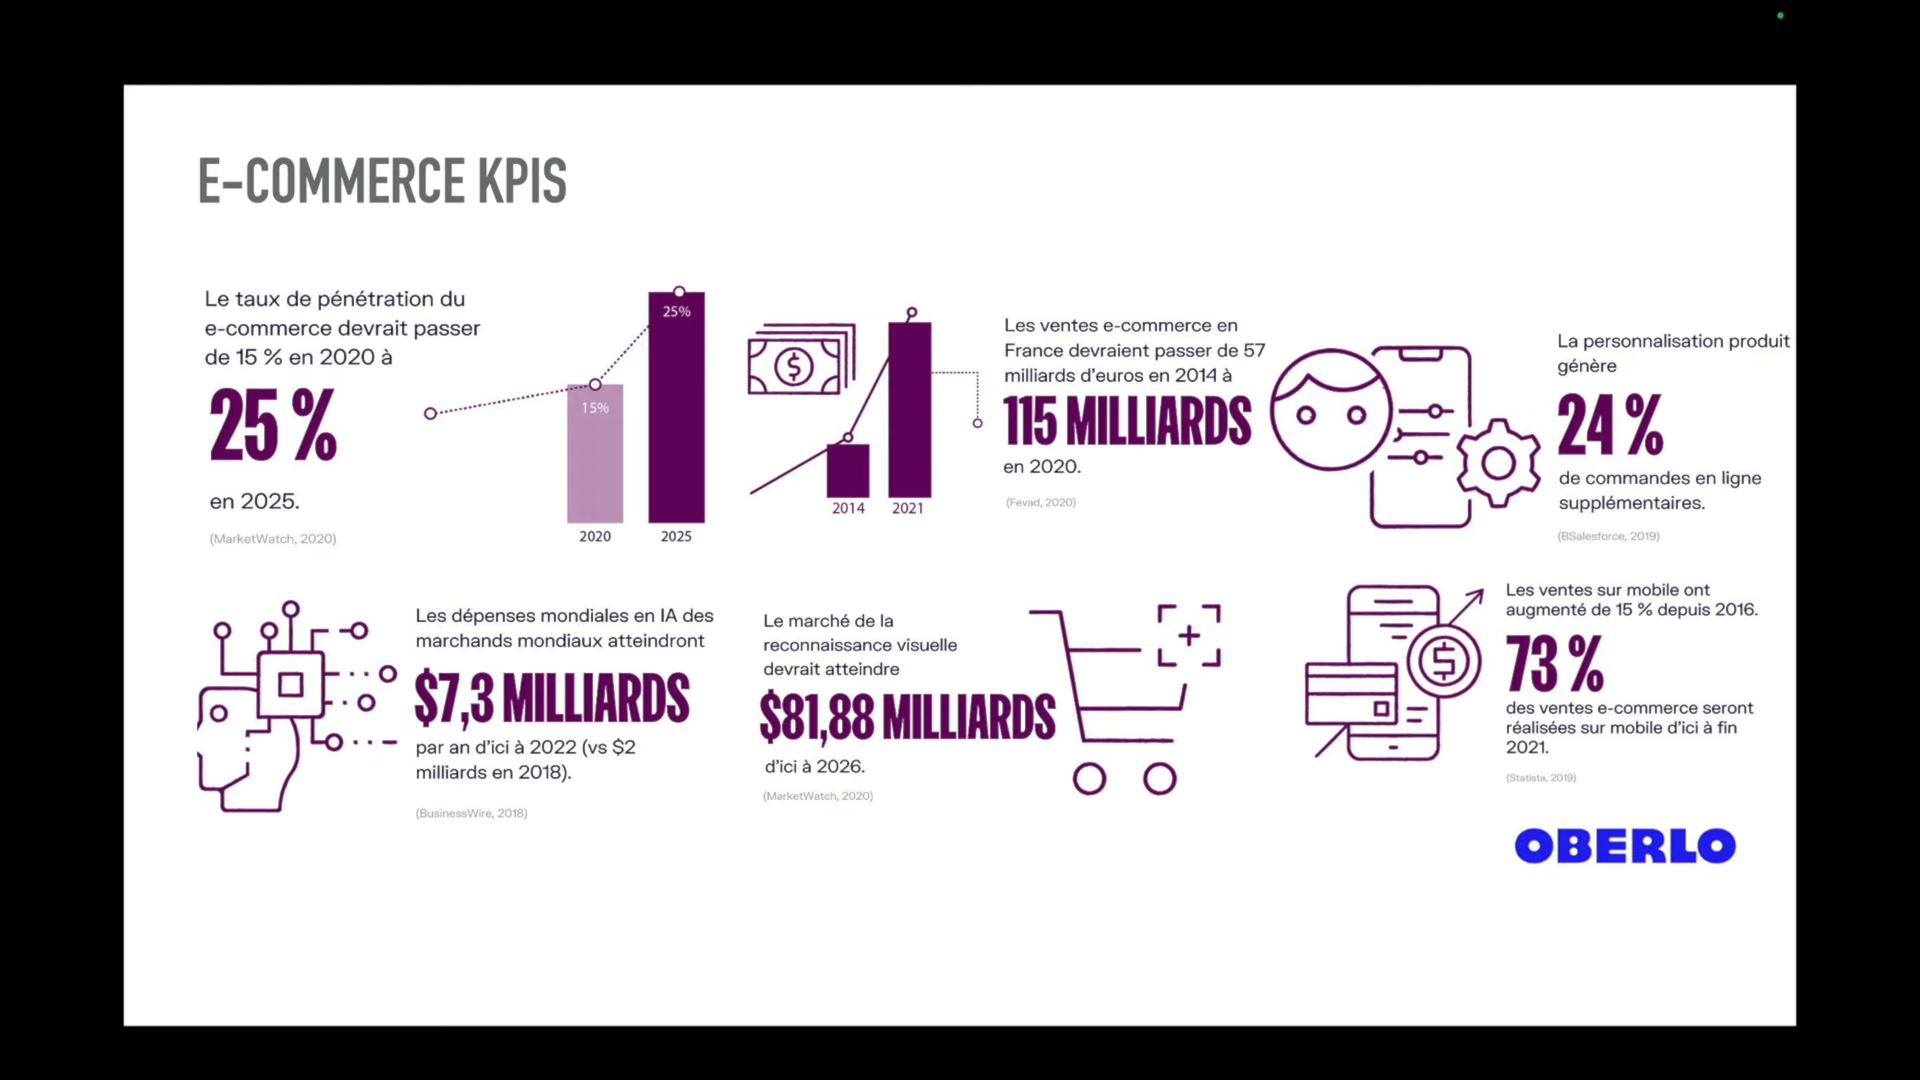 E-COMMERCE KPIS
Le taux de pénétration du
e-commerce devrait passer
de 15 % en 2020 à
25 %
en 2025.
(MarketWatch, 2020)
25%
15%
2020
2025
2014
2021
Les ventes e-commerce en
France devraient passer de 57
milliards d'euros en 2014 à
115 MILLIARDS
en 2020.
(Fevad, 2020)
La personnalisation produit
génère
24 %
de commandes en ligne
supplémentaires.
(BSalesforce, 2019)
Les dépenses mondiales en IA des
marchands mondiaux atteindront
$7,3 MILLIARDS
par an d'ici à 2022 (vs $2
milliards en 2018).
(BusinessWire, 2018)
Le marché de la
reconnaissance visuelle
devrait atteindre
$81,88 MILLIARDS
d'ici à 2026.
(MarketWatch, 2020)
Les ventes sur mobile ont
augmenté de 15 % depuis 2016.
73 %
des ventes e-commerce seront
réalisées sur mobile d'ici à fin
2021.
(Statista, 2019)
OBERLO